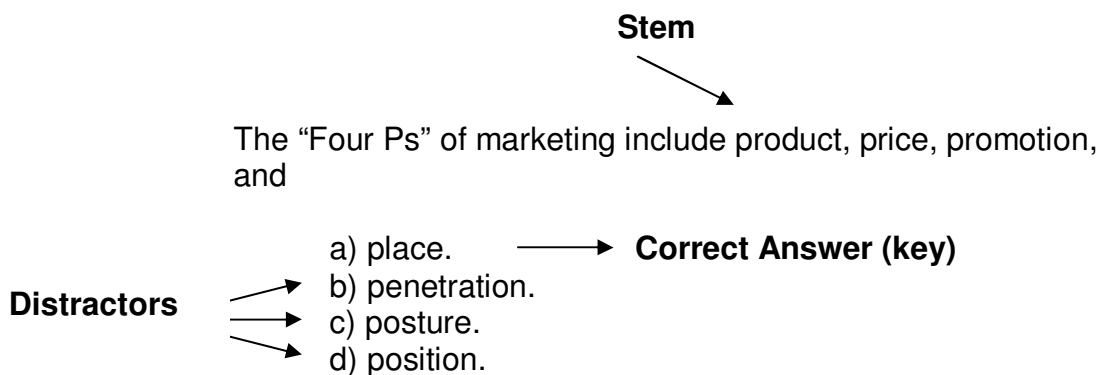 Stem
The “Four Ps” of marketing include product, price, promotion,
and
a) place. Correct Answer (key)
Distractors
b) penetration.
c) posture.
d) position.